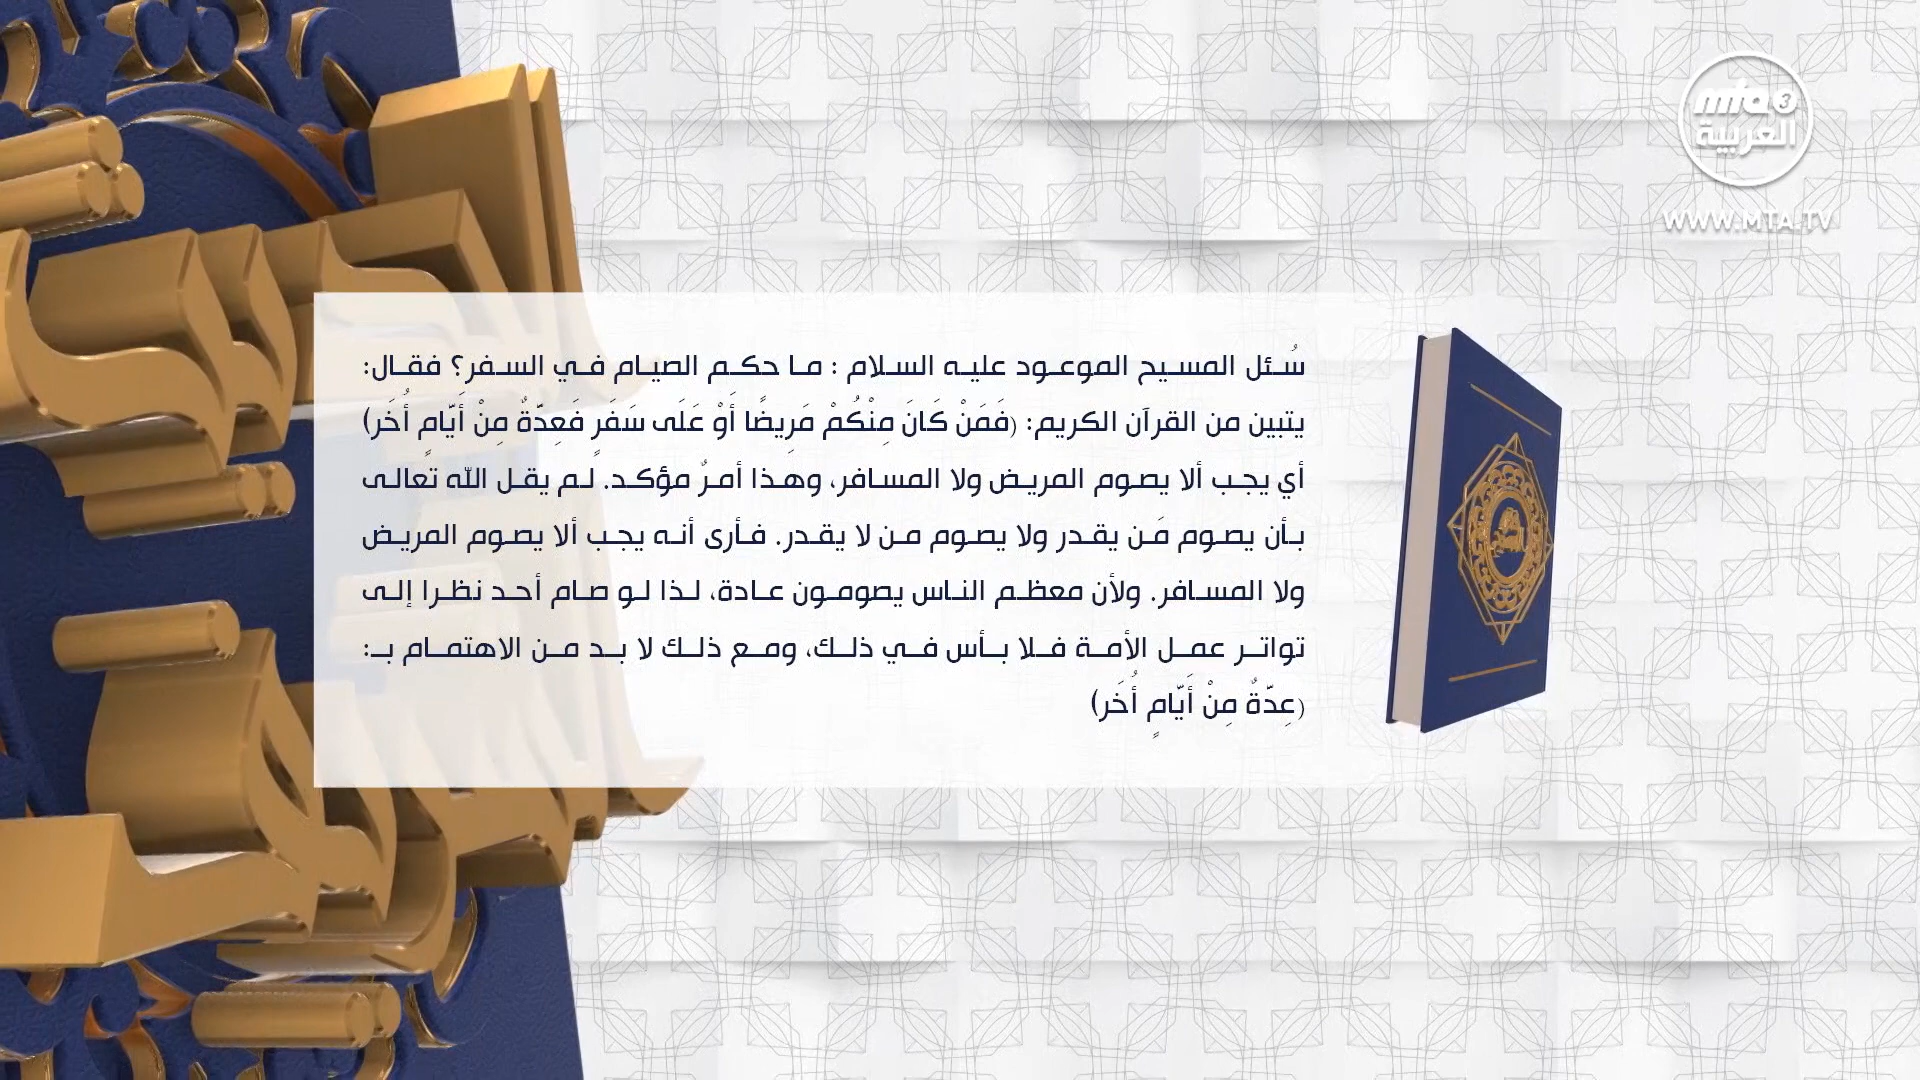 mta3
العربية
WWW.MTA.TV
سُئل المسيح الموعود عليه السلام : ما حكم الصيام في السفر؟ فقال:
يتبين من القرآن الكريم: (فَمَنْ كَانَ مِنْكُمْ مَرِيضًا أَوْ عَلَى سَفَرٍ فَعِدّةٌ مِنْ أَيّامٍ أُخَر)
أي يجب ألا يصوم المريض ولا المسافر، وهذا أمرٌ مؤكد. لم يقل الله تعالى
بأن يصوم مَن يقدر ولا يصوم من لا يقدر. فأرى أنه يجب ألا يصوم المريض
ولا المسافر. ولأن معظم الناس يصومون عادة، لذا لو صام أحد نظرا إلى
تواتر عمل الأمة فلا بأس في ذلك، ومع ذلك لا بد من الاهتمام بـ:
(عِدّةٌ مِنْ أَيّامٍ أُخَر)